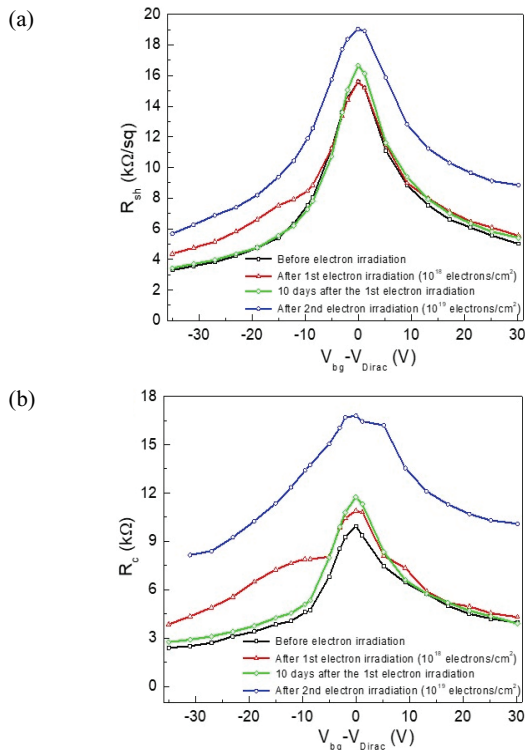 (a)
20
18
16
14
12
10
8
6
4
2
0
R_sh (kΩ/sq)
Before electron irradiation
After 1st electron irradiation (10^18 electrons/cm^2)
10 days after the 1st electron irradiation
After 2nd electron irradiation (10^19 electrons/cm^2)
-30 -20 -10 0 10 20 30
V_bg-V_Dirac (V)
(b)
18
15
12
9
6
3
0
R_c (kΩ)
Before electron irradiation
After 1st electron irradiation (10^18 electrons/cm^2)
10 days after the 1st electron irradiation
After 2nd electron irradiation (10^19 electrons/cm^2)
-30 -20 -10 0 10 20 30
V_bg-V_Dirac (V)